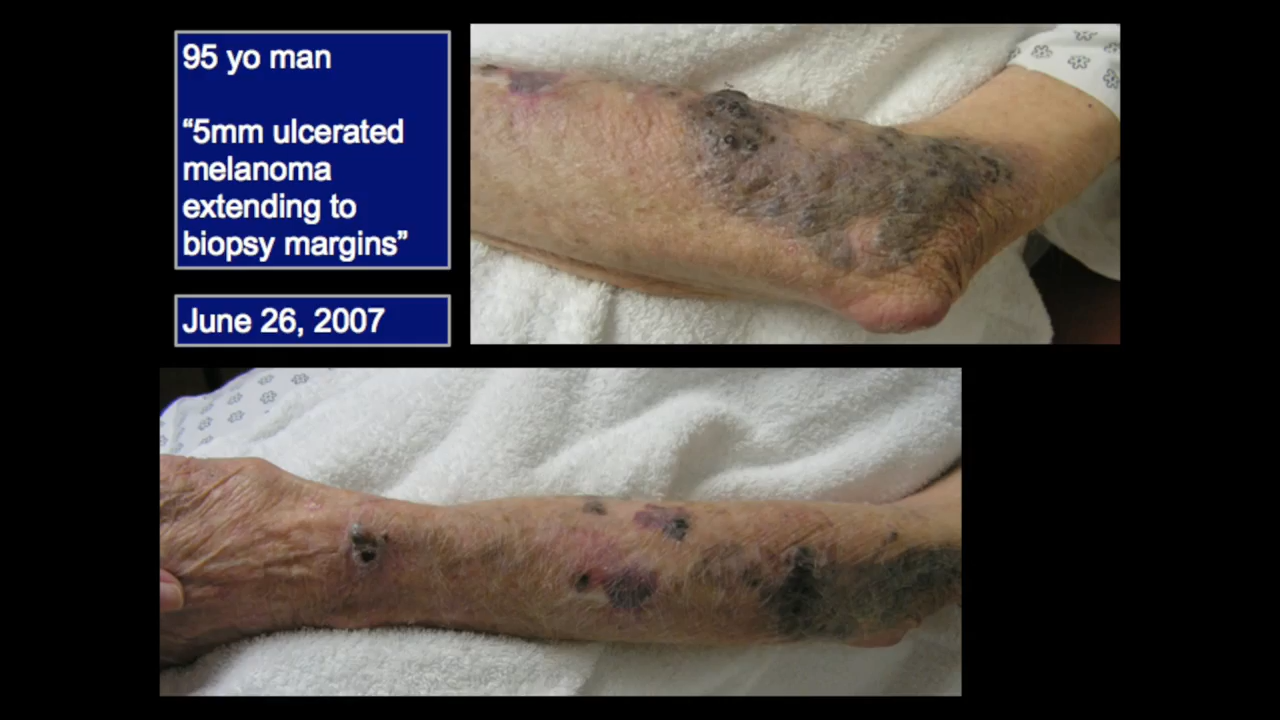 95 yo man
“5mm ulcerated
melanoma
extending to
biopsy margins”
June 26, 2007